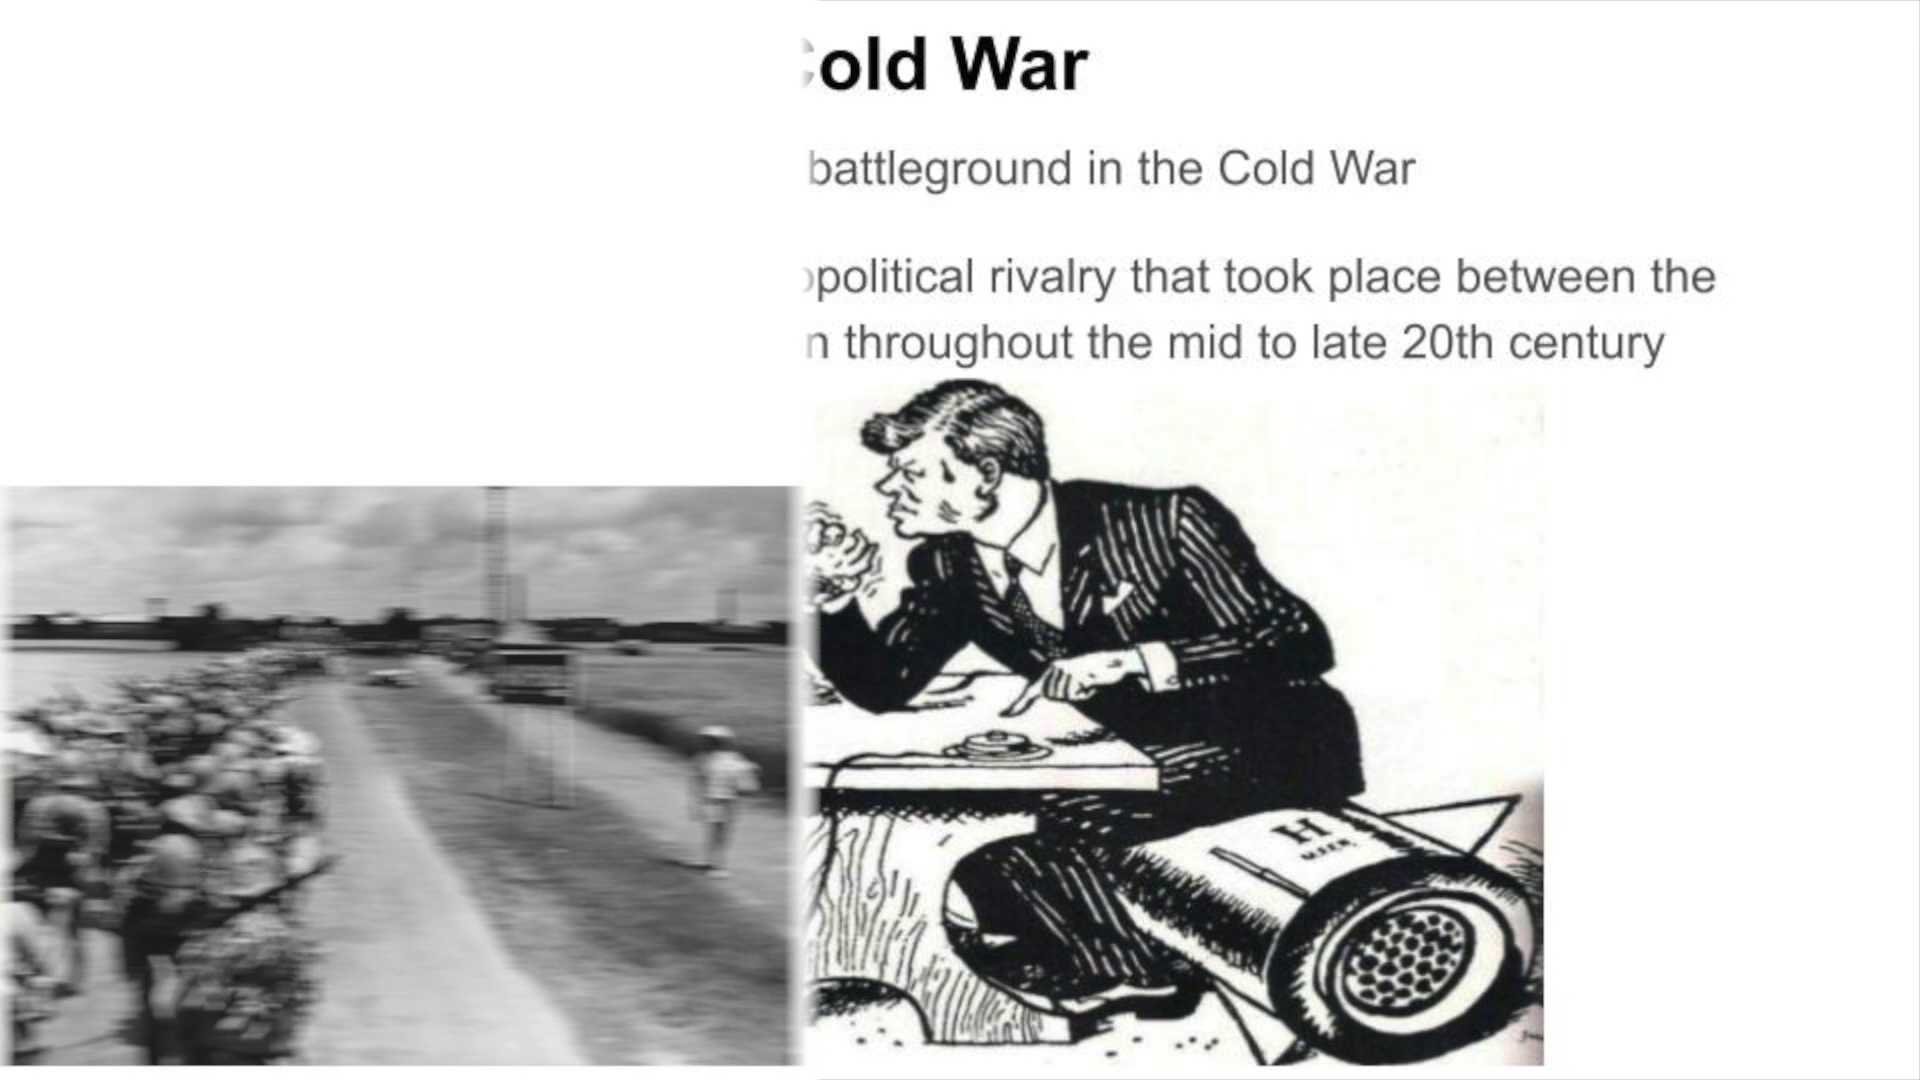 old War
battleground in the Cold War
political rivalry that took place between the
n throughout the mid to late 20th century
H